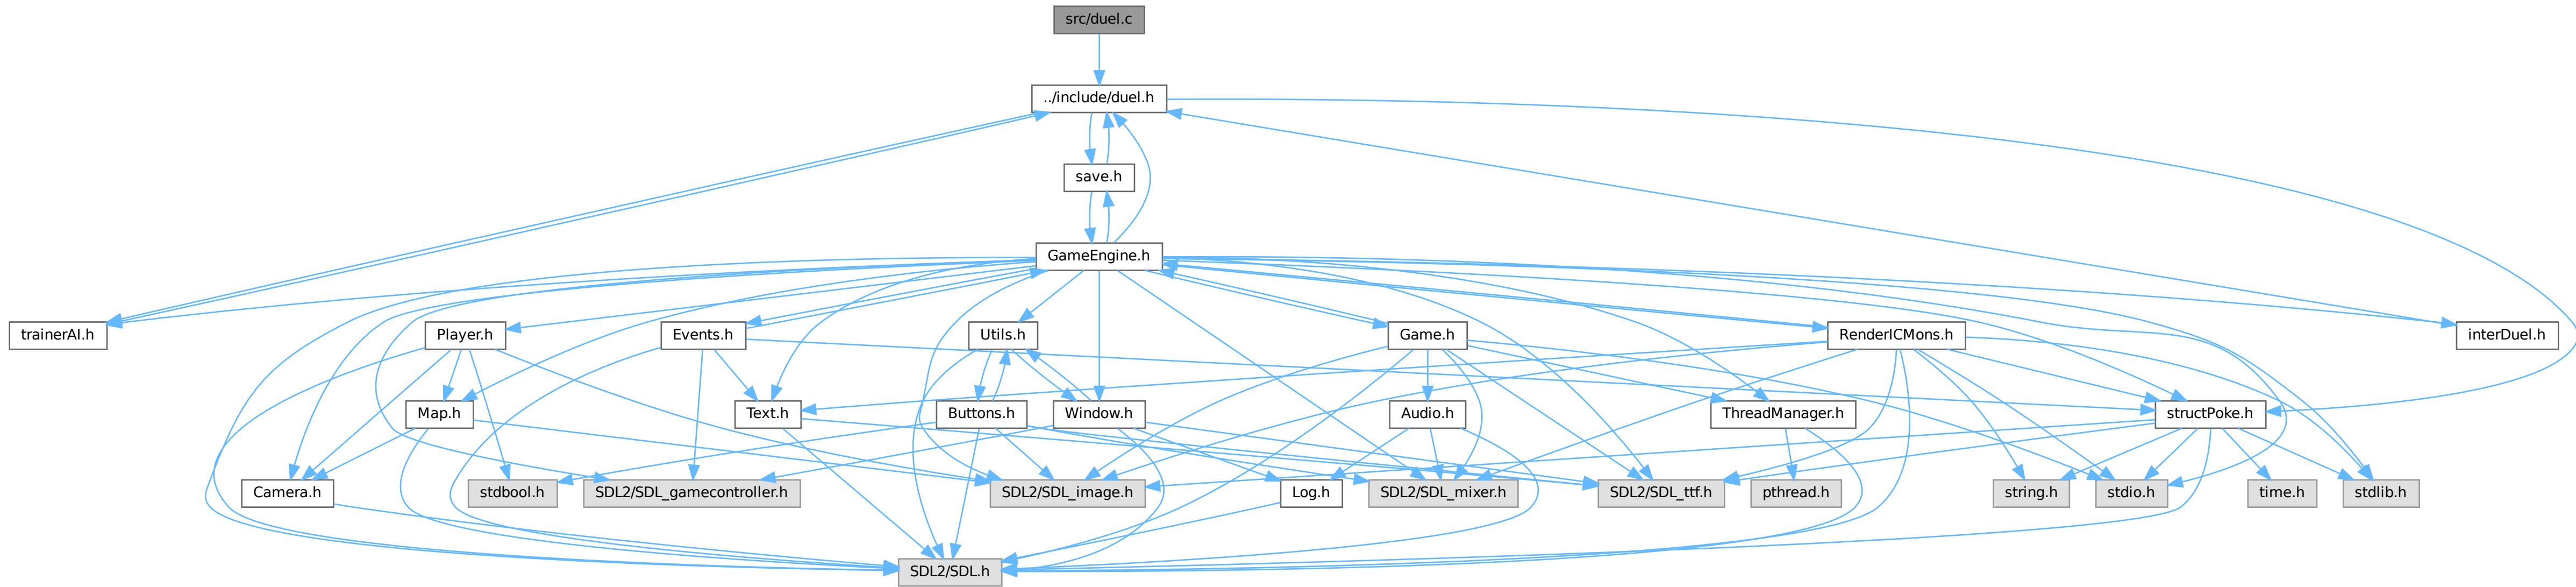 src/duel.c
../include/duel.h
save.h
GameEngine.h
trainerAI.h
Player.h
Events.h
Utils.h
Game.h
RenderICMons.h
interDuel.h
Map.h
Text.h
Buttons.h
Window.h
Audio.h
ThreadManager.h
structPoke.h
Camera.h
stdbool.h
SDL2/SDL_gamecontroller.h
SDL2/SDL_image.h
Log.h
SDL2/SDL_mixer.h
SDL2/SDL_ttf.h
pthread.h
string.h
stdio.h
time.h
stdlib.h
SDL2/SDL.h